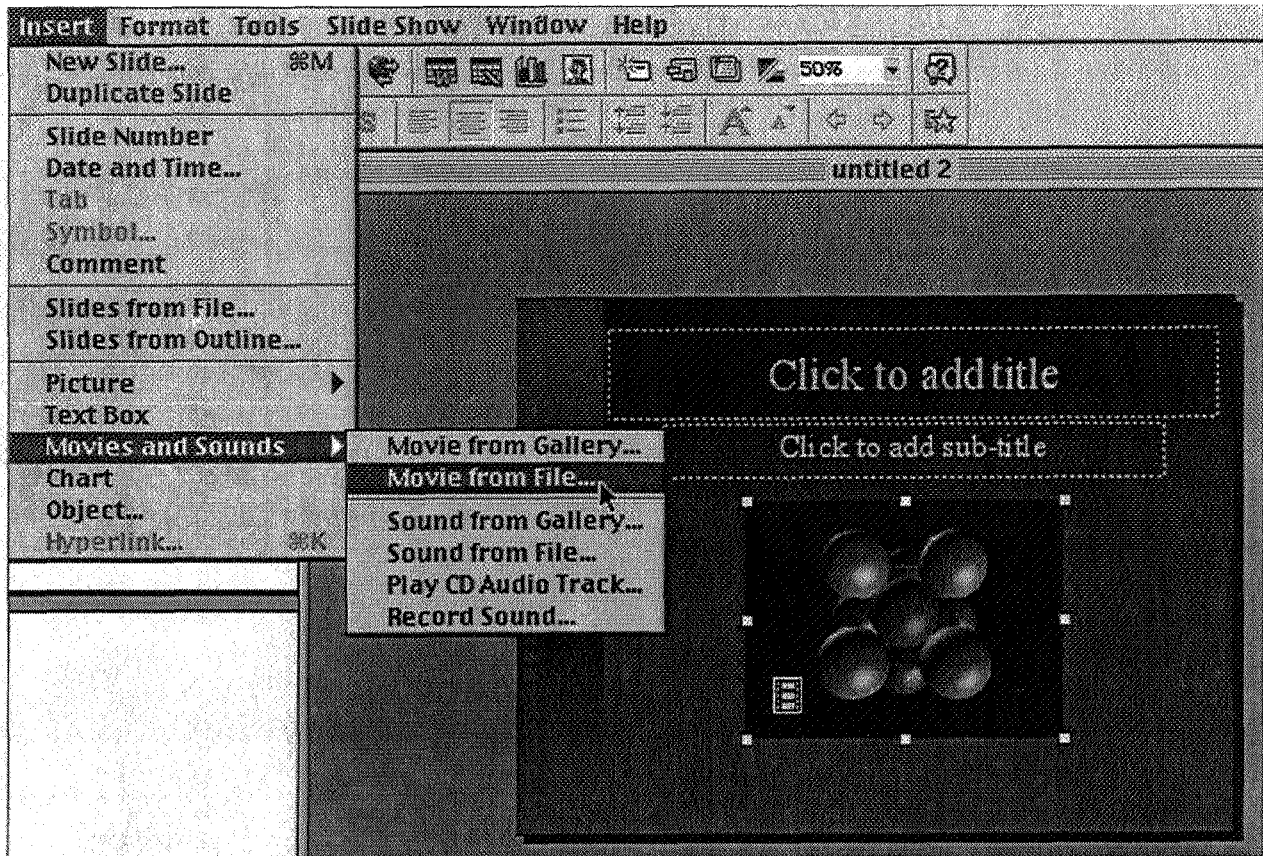 Insert Format Tools Slide Show Window Help
New Slide... ⌘M
Duplicate Slide
50%
Slide Number
Date and Time...
Tab
Symbol...
Comment
untitled 2
Slides from File...
Slides from Outline...
Picture
Text Box
Movies and Sounds
Chart
Object...
Hyperlink... ⌘K
Movie from Gallery...
Movie from File...
Sound from Gallery...
Sound from File...
Play CD Audio Track...
Record Sound...
Click to add title
Click to add sub-title